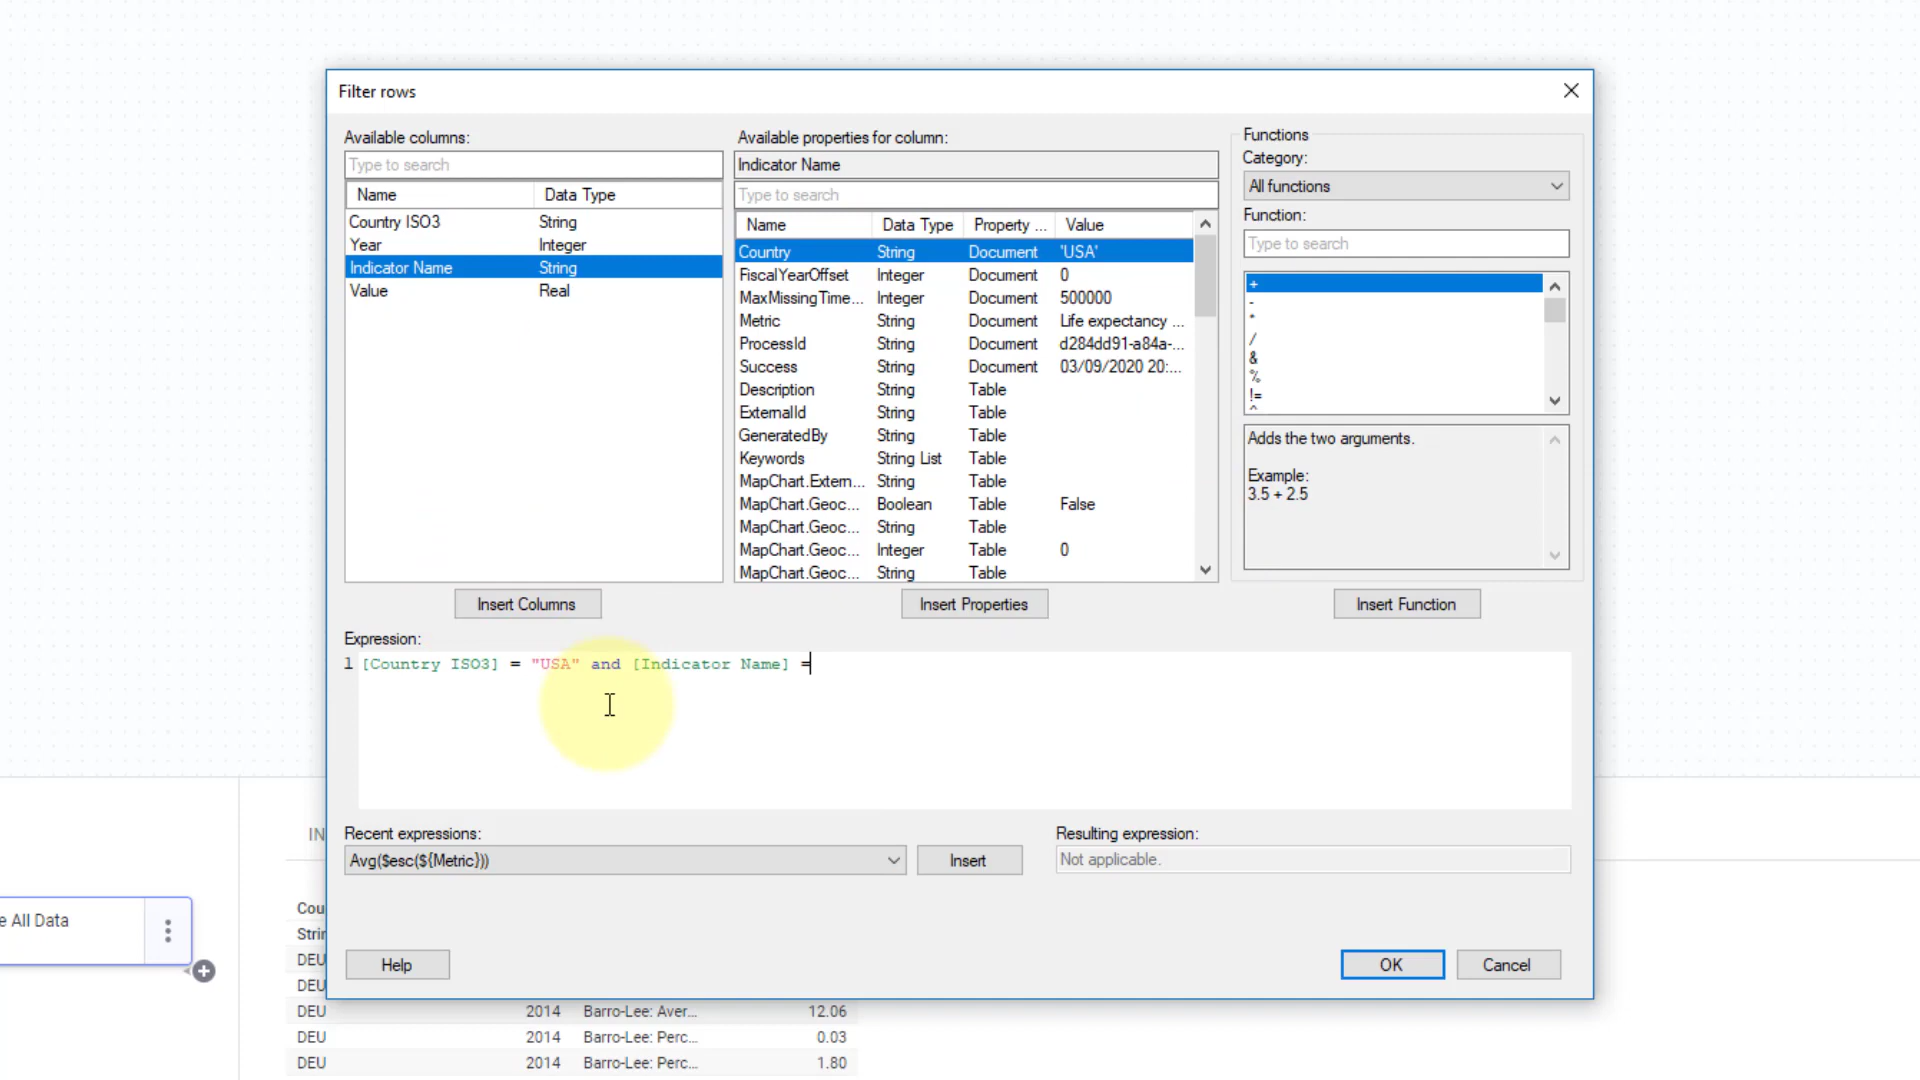 Filter rows
Available columns:
Type to search
Name Data Type
Country ISO3 String
Year Integer
Indicator Name String
Value Real
Insert Columns
Available properties for column:
Indicator Name
Type to search
Name Data Type Property ... Value
Country String Document 'USA'
FiscalYearOffset Integer Document 0
MaxMissingTime... Integer Document 500000
Metric String Document Life expectancy ...
ProcessId String Document d284dd91-a84a-...
Success String Document 03/09/2020 20:...
Description String Table
ExternalId String Table
GeneratedBy String Table
Keywords String List Table
MapChart.Extern... String Table
MapChart.Geoc... Boolean Table False
MapChart.Geoc... String Table
MapChart.Geoc... Integer Table 0
MapChart.Geoc... String Table
Insert Properties
Functions
Category:
All functions
Function:
Type to search
+
-
*
/
&
%
!=
^
Adds the two arguments.
Example:
3.5 + 2.5
Insert Function
Expression:
1 [Country ISO3] = "USA" and [Indicator Name] =
Recent expressions:
Avg($esc(${Metric}))
Insert
Resulting expression:
Not applicable.
Help
OK
Cancel
e All Data
IN
Cou
Strin
DEU
DEU
DEU 2014 Barro-Lee: Aver... 12.06
DEU 2014 Barro-Lee: Perc... 0.03
DEU 2014 Barro-Lee: Perc... 1.80